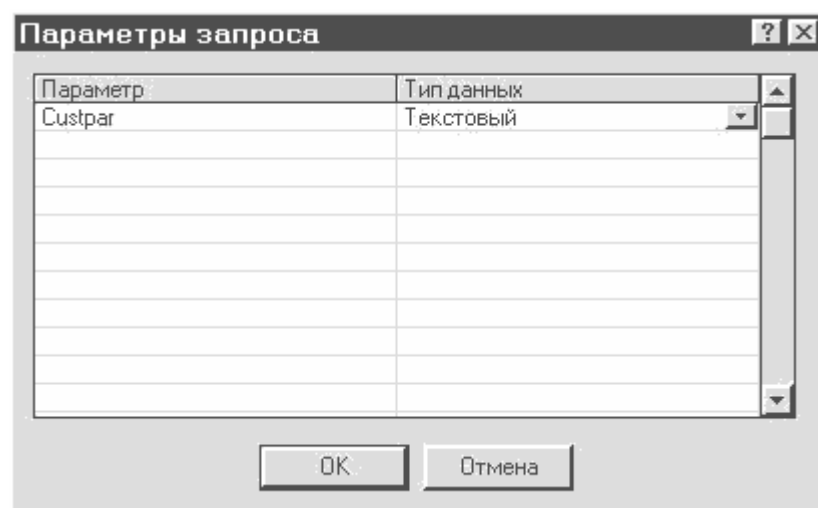 Параметры запроса
Параметр Тип данных
Custpar Текстовый
OK Отмена